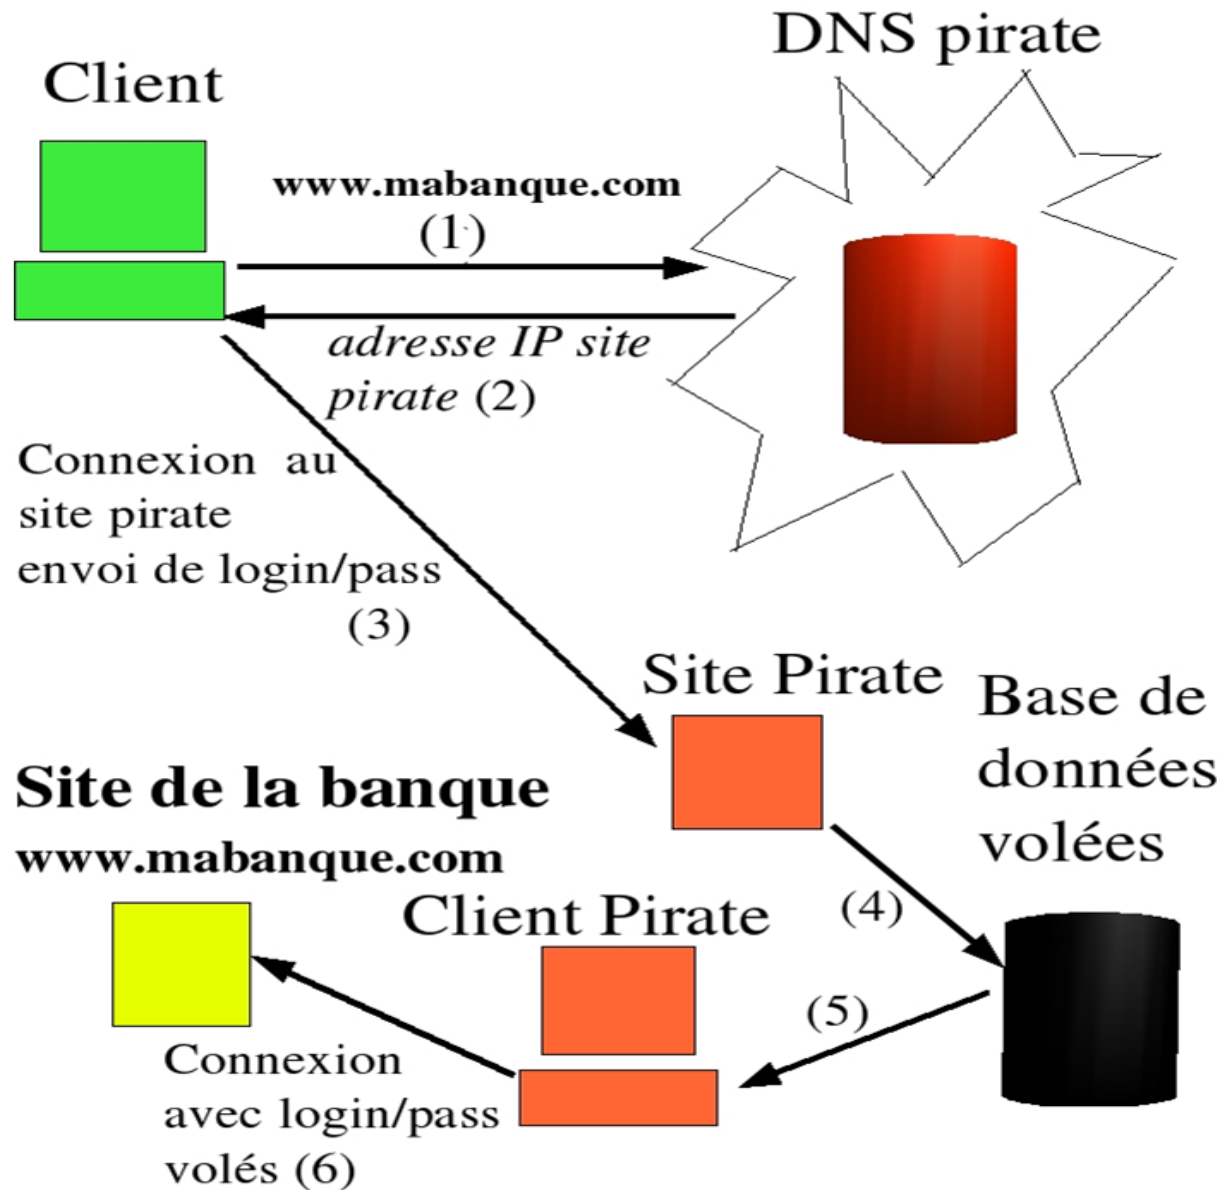 DNS pirate
Client
www.mabanque.com
(1)
adresse IP site
pirate (2)
Connexion au
site pirate
envoi de login/pass
(3)
Site Pirate
Base de
données
volées
Site de la banque
www.mabanque.com
Client Pirate
(4)
(5)
Connexion
avec login/pass
volés (6)